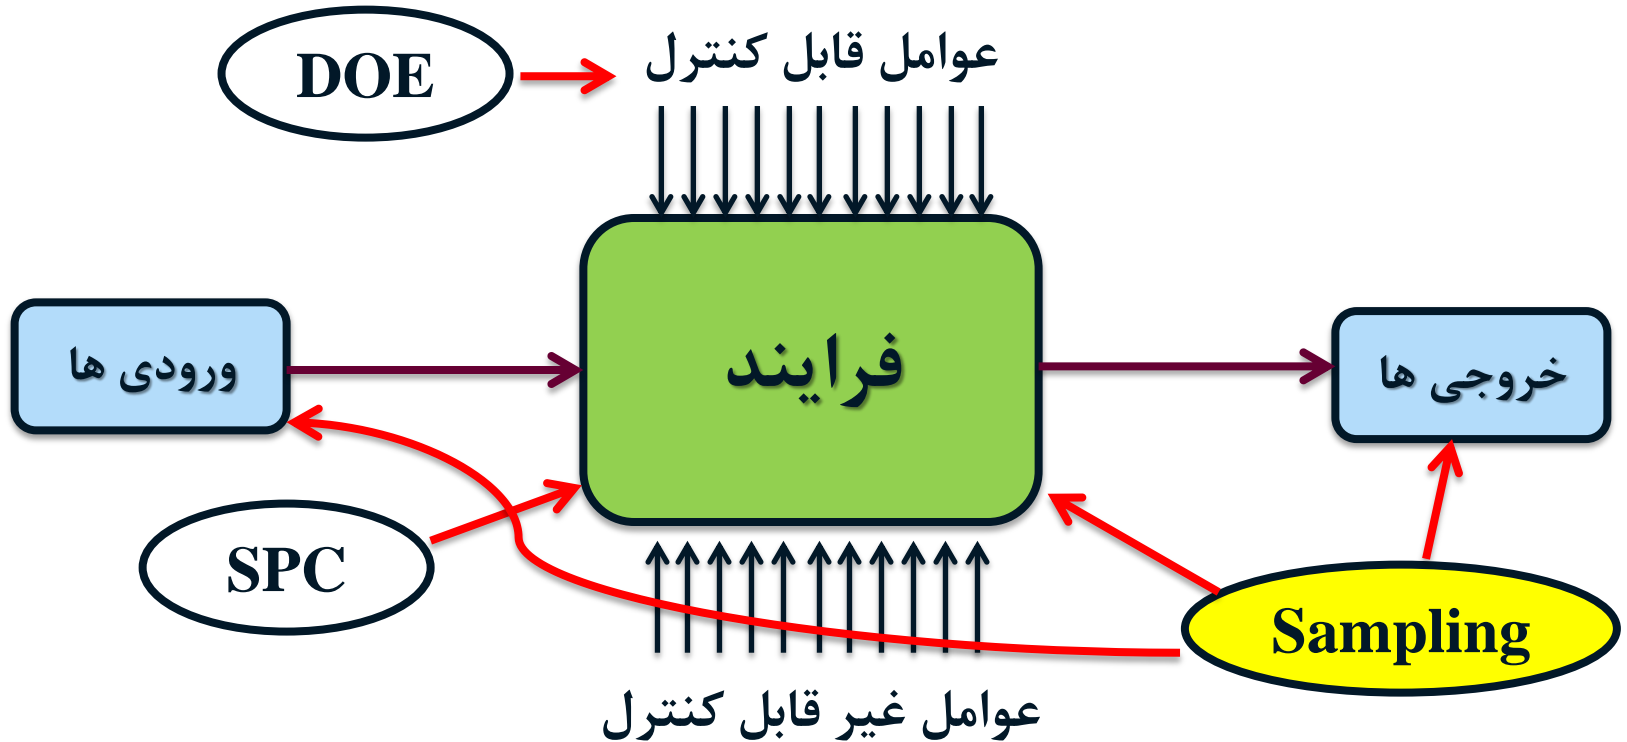 DOE
عوامل قابل کنترل
ورودی ها
فرایند
خروجی ها
SPC
Sampling
عوامل غیر قابل کنترل